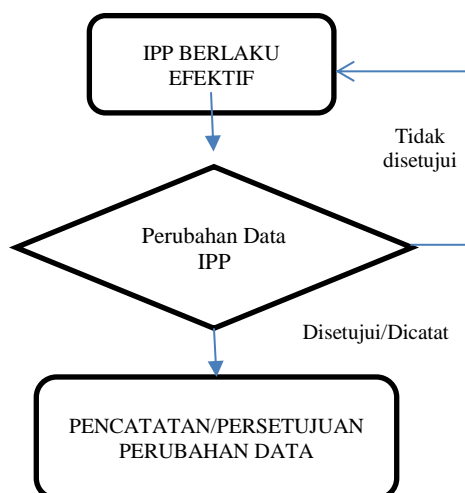 IPP BERLAKU
EFEKTIF
Tidak
disetujui
Perubahan Data
IPP
Disetujui/Dicatat
PENCATATAN/PERSETUJUAN
PERUBAHAN DATA